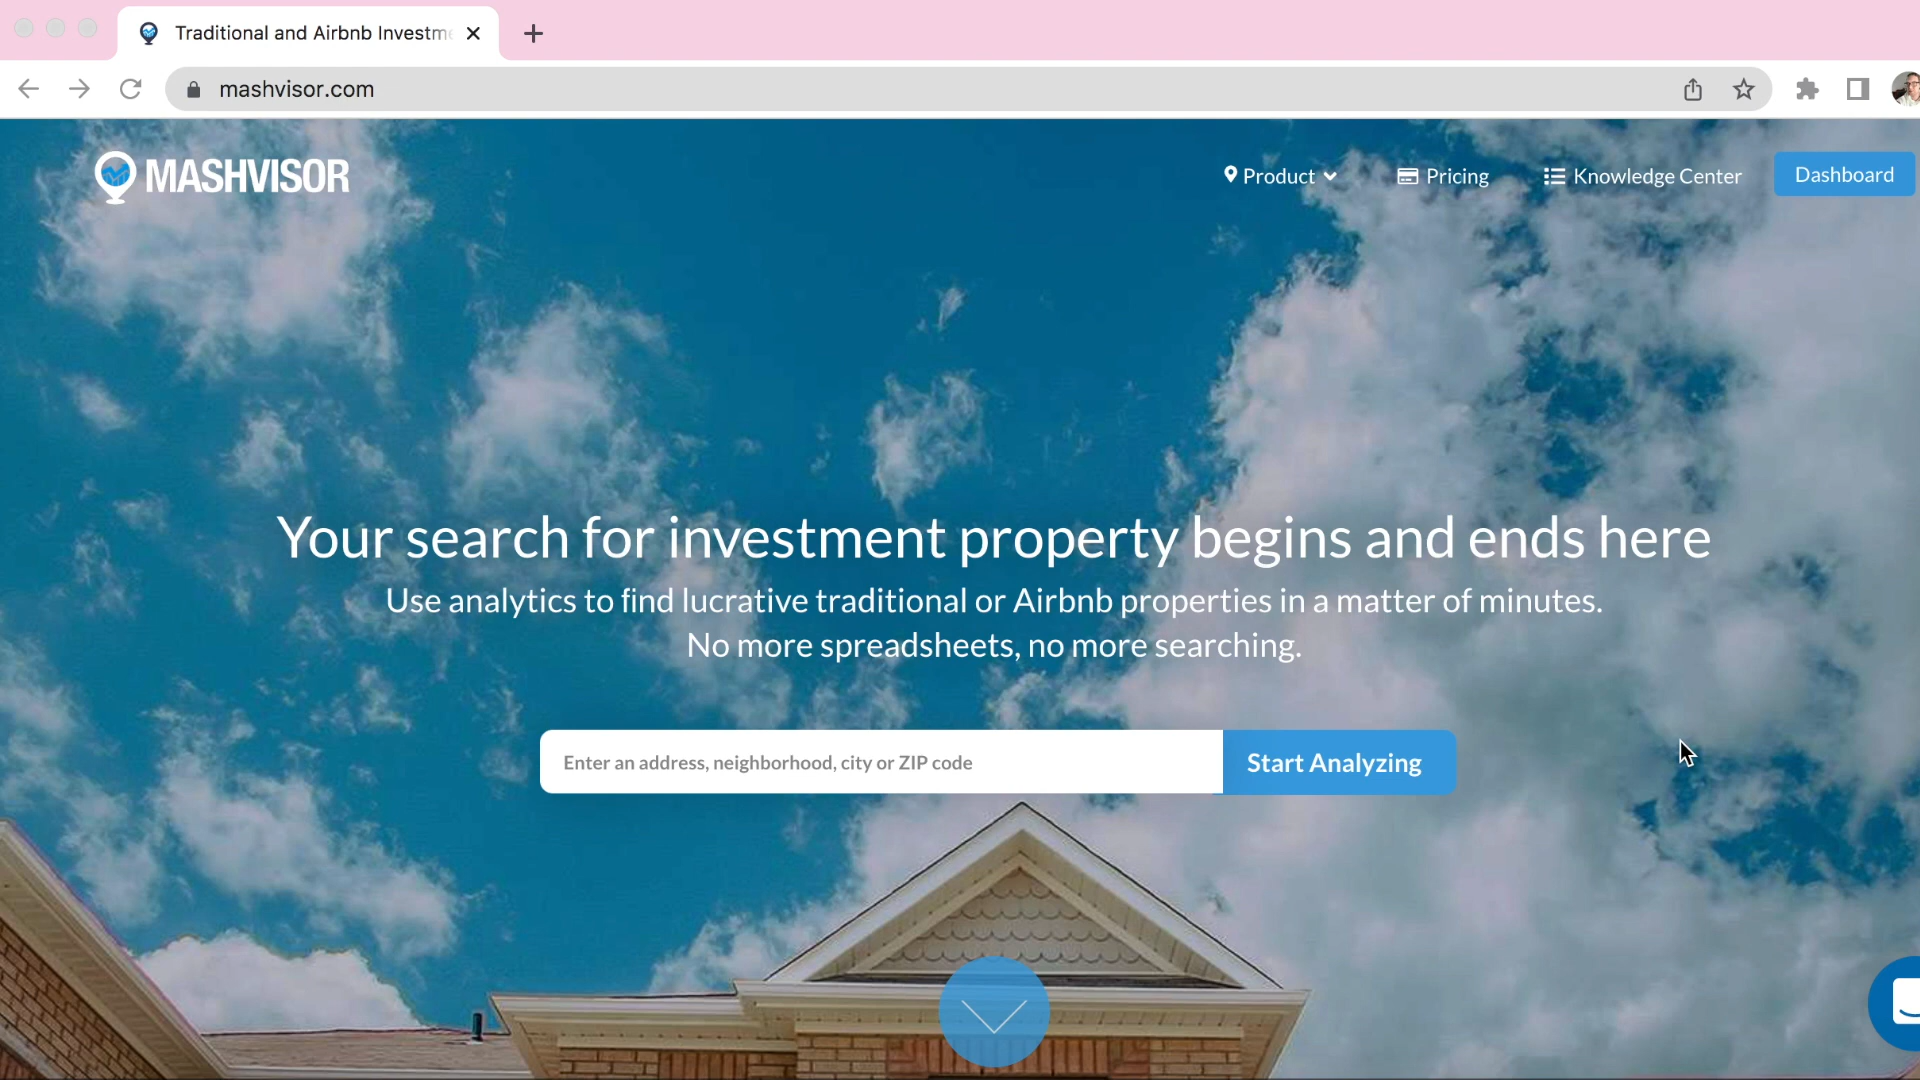 Traditional and Airbnb Investme
mashvisor.com
MASHVISOR
Product
Pricing
Knowledge Center
Dashboard
Your search for investment property begins and ends here
Use analytics to find lucrative traditional or Airbnb properties in a matter of minutes.
No more spreadsheets, no more searching.
Enter an address, neighborhood, city or ZIP code
Start Analyzing